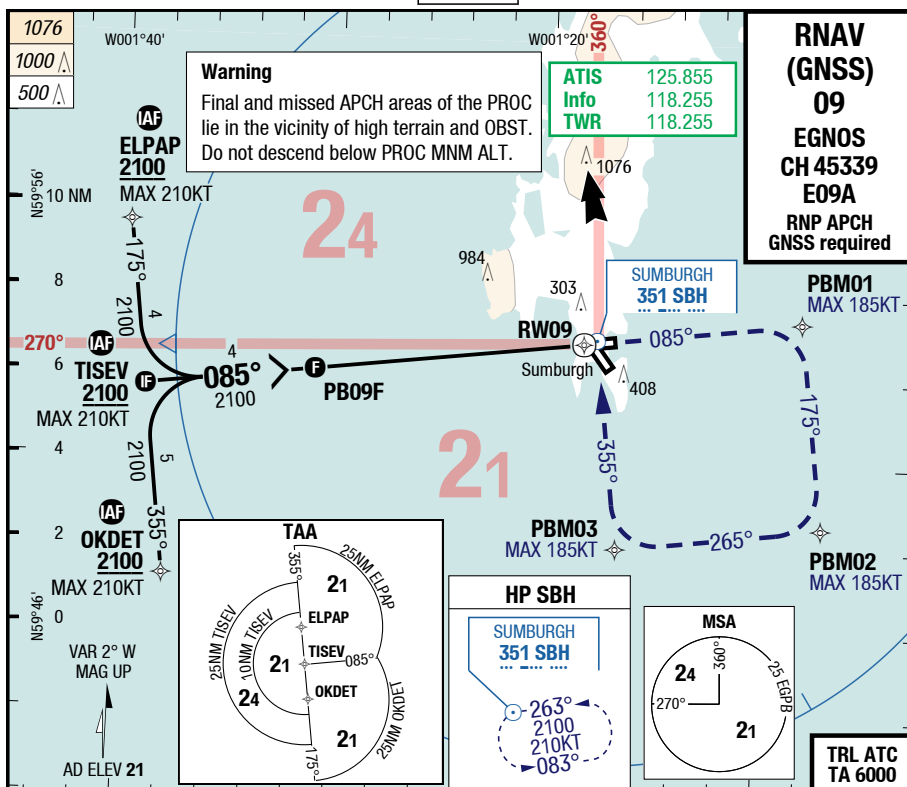 1076
1000
500
W001°40'
W001°20'
360°
Warning
Final and missed APCH areas of the PROC
lie in the vicinity of high terrain and OBST.
Do not descend below PROC MNM ALT.
ATIS 125.855
Info 118.255
TWR 118.255
RNAV
(GNSS)
09
EGNOS
CH 45339
E09A
RNP APCH
GNSS required
IAF
ELPAP
2100
MAX 210KT
N59°56'
10 NM
175°
4
2100
24
1076
984
303
SUMBURGH
351 SBH
PBM01
MAX 185KT
8
270°
IAF
TISEV
2100
MAX 210KT
IF
4
085°
2100
F
PB09F
RW09
Sumburgh
408
085°
6
175°
4
2100
5
355°
21
355°
IAF
OKDET
2100
MAX 210KT
2
PBM03
MAX 185KT
265°
PBM02
MAX 185KT
N59°46'
0
VAR 2° W
MAG UP
AD ELEV 21
TAA
355°
25NM ELPAP
21
ELPAP
25NM TISEV
10NM TISEV
21
TISEV
085°
OKDET
24
21
25NM OKDET
175°
HP SBH
SUMBURGH
351 SBH
263°
2100
210KT
083°
MSA
24
360°
270°
21
25 EGPB
TRL ATC
TA 6000